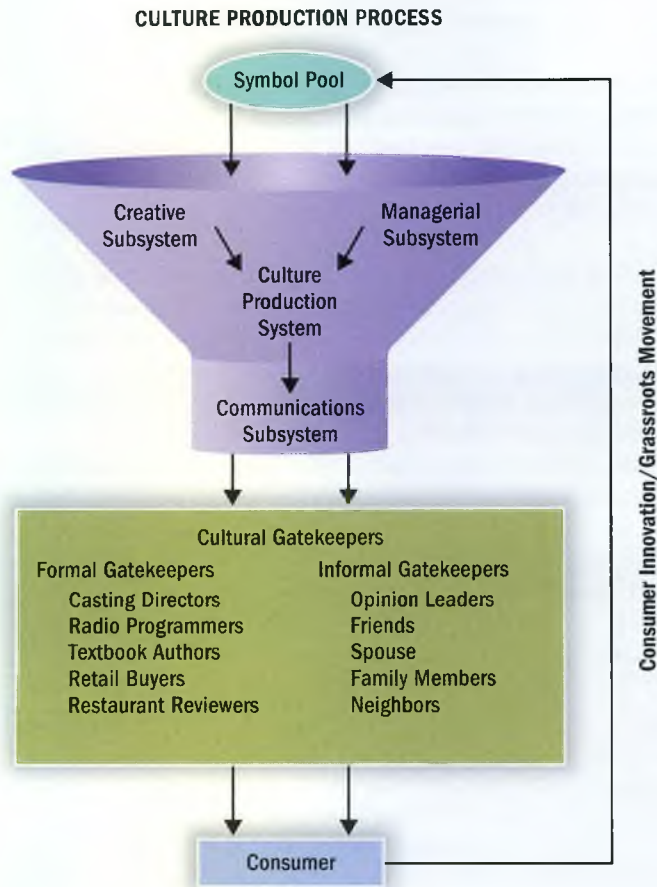 CULTURE PRODUCTION PROCESS
Symbol Pool
Creative
Subsystem
Managerial
Subsystem
Culture
Production
System
Communications
Subsystem
Cultural Gatekeepers
Formal Gatekeepers
Casting Directors
Radio Programmers
Textbook Authors
Retail Buyers
Restaurant Reviewers
Informal Gatekeepers
Opinion Leaders
Friends
Spouse
Family Members
Neighbors
Consumer
Consumer Innovation/Grassroots Movement